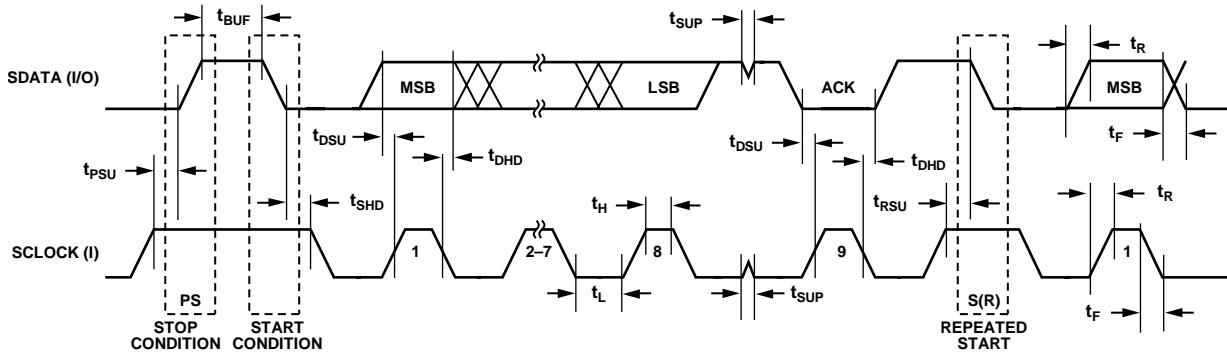 tBUF
tSUP
tR
SDATA (I/O)
MSB
LSB
ACK
MSB
tDSU
tDHD
tDSU
tDHD
tF
tPSU
tSHD
tH
tRSU
tR
SCLOCK (I)
1
2–7
8
9
1
PS
tL
tSUP
S(R)
tF
STOP CONDITION
START CONDITION
REPEATED START